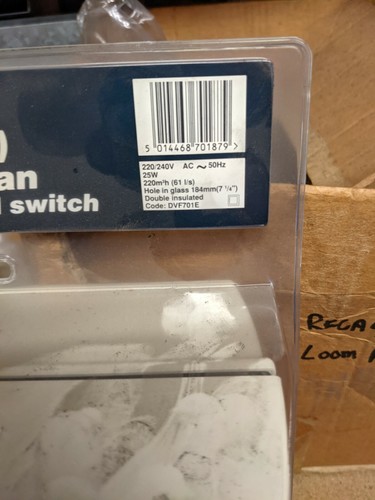 )
an
switch
5 014468 701879 >
220/240V AC ~ 50Hz
25W
220m³h (61 l/s)
Hole in glass 184mm(7 1/4")
Double insulated
Code: DVF701E
Loom